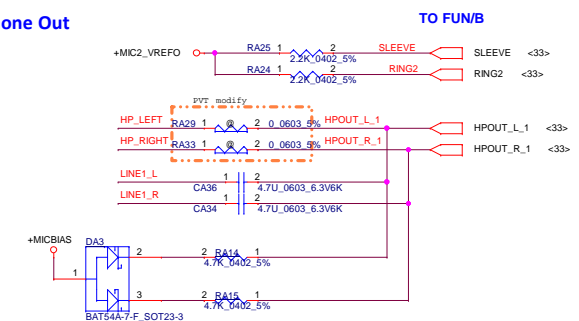 one Out
TO FUN/B
+MIC2_VREFO RA25 1 2 SLEEVE SLEEVE <33>
2.2K_0402_5%
RA24 1 2 RING2 RING2 <33>
2.2K_0402_5%
PVT modify
HP_LEFT RA29 1 @ 2 0_0603_5% HPOUT_L_1 HPOUT_L_1 <33>
HP_RIGHT RA33 1 @ 2 0_0603_5% HPOUT_R_1 HPOUT_R_1 <33>
LINE1_L 1 2
CA36 4.7U_0603_6.3V6K
LINE1_R 1 2
CA34 4.7U_0603_6.3V6K
+MICBIAS DA3
2 2 RA14 1
4.7K_0402_5%
1
3 2 RA15 1
4.7K_0402_5%
BAT54A-7-F_SOT23-3